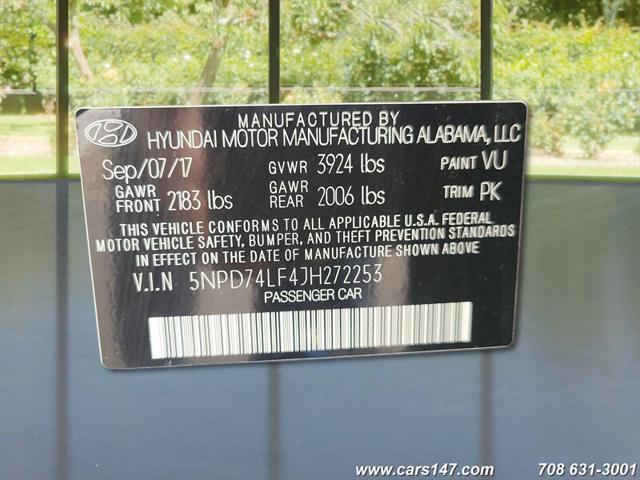 MANUFACTURED BY
HYUNDAI MOTOR MANUFACTURING ALABAMA, LLC
Sep/07/17 GVWR 3924 lbs PAINT VU
GAWR FRONT 2183 lbs GAWR REAR 2006 lbs TRIM PK
THIS VEHICLE CONFORMS TO ALL APPLICABLE U.S.A. FEDERAL
MOTOR VEHICLE SAFETY, BUMPER, AND THEFT PREVENTION STANDARDS
IN EFFECT ON THE DATE OF MANUFACTURE SHOWN ABOVE.
V.I.N 5NPD74LF4JH272253
PASSENGER CAR
www.cars147.com 708 631-3001